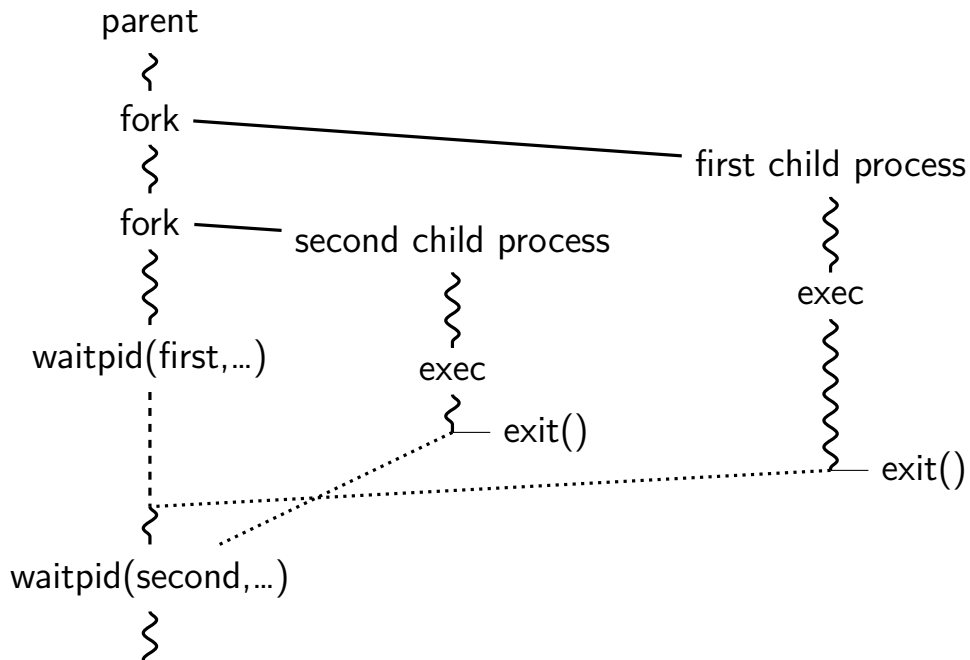 parent
fork
first child process
fork
second child process
exec
waitpid(first,...)
exec
exit()
exit()
waitpid(second,...)